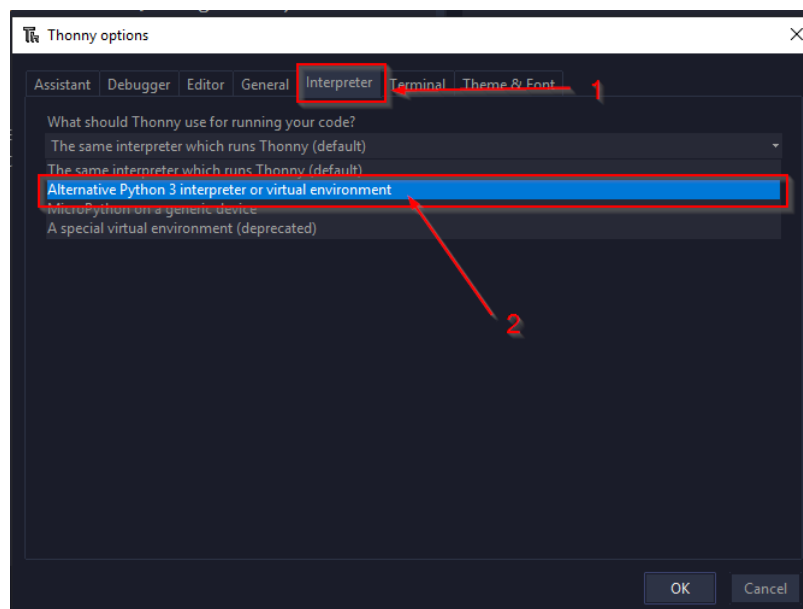 Thonny options
Assistant Debugger Editor General Interpreter Terminal Theme & Font
1
What should Thonny use for running your code?
The same interpreter which runs Thonny (default)
The same interpreter which runs Thonny (default)
Alternative Python 3 interpreter or virtual environment
MicroPython on a generic device
A special virtual environment (deprecated)
2
OK Cancel